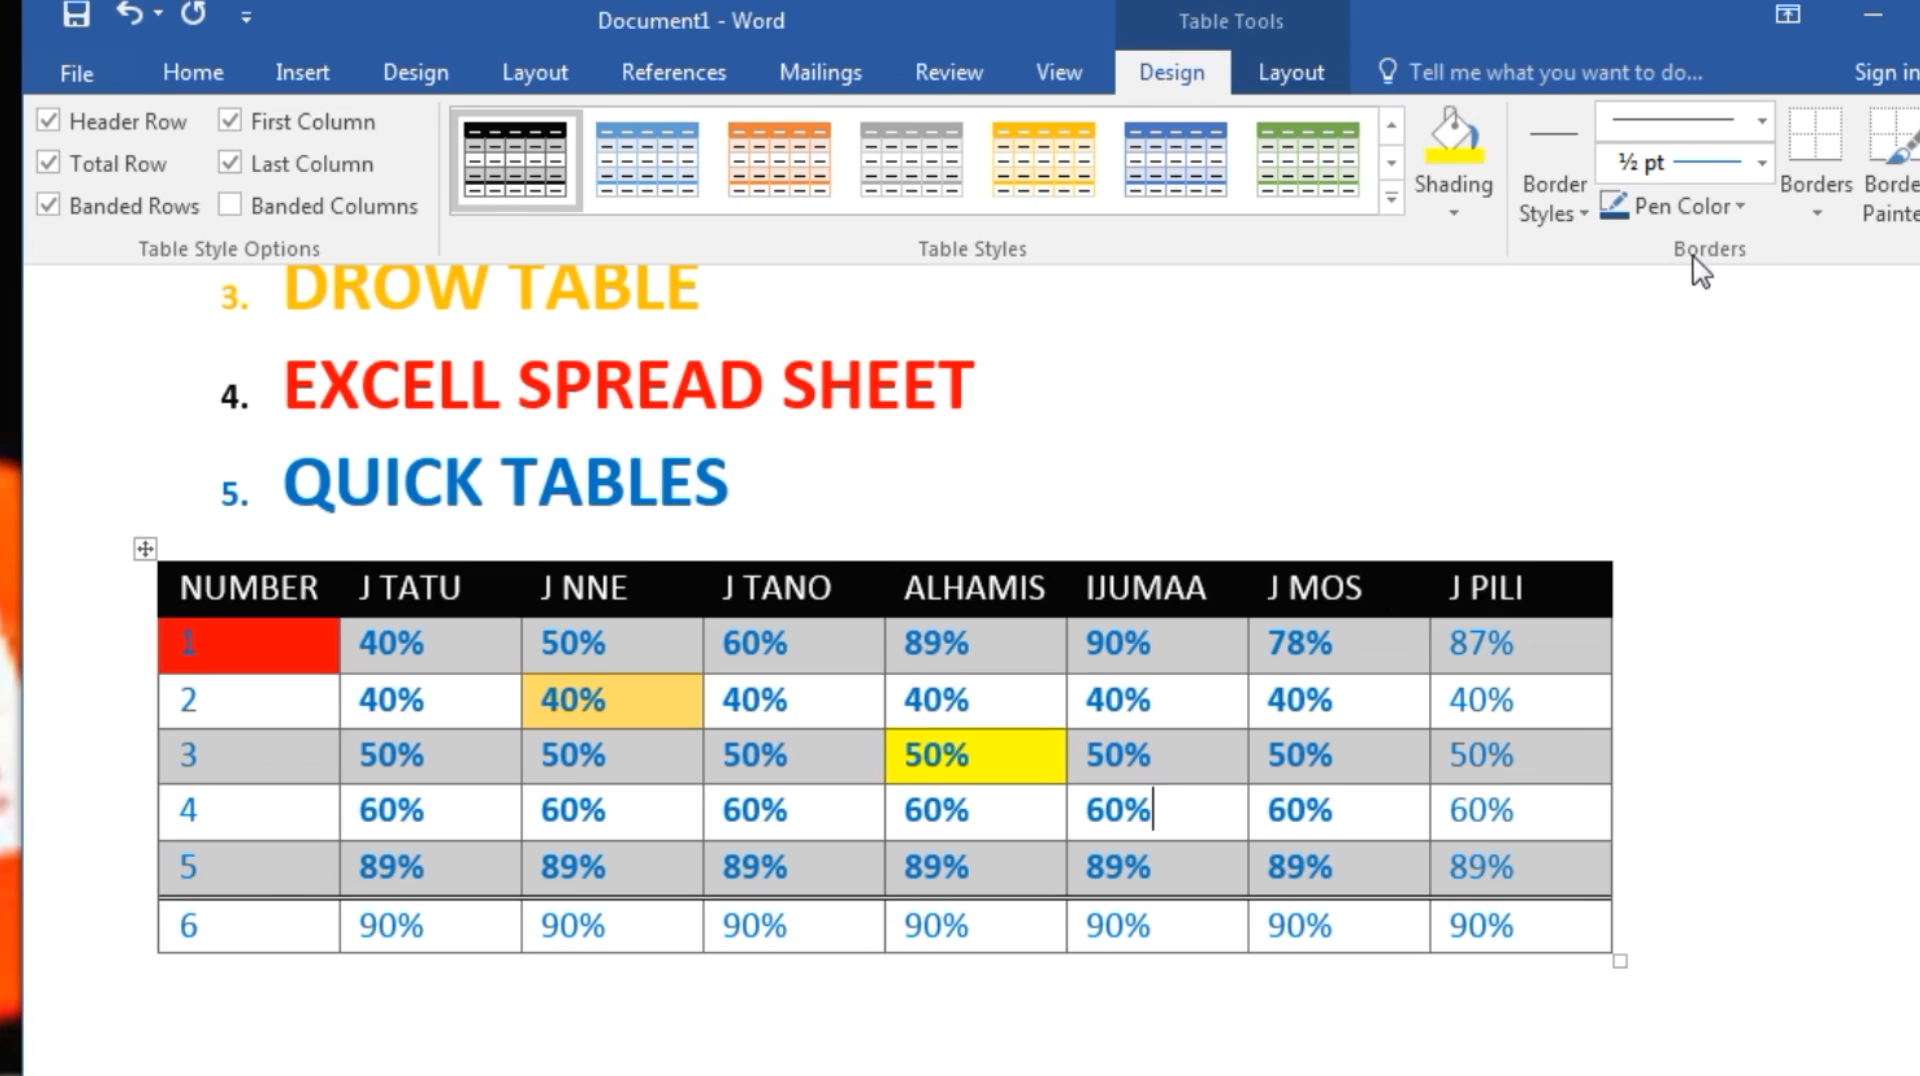 Document1 - Word
Table Tools
File Home Insert Design Layout References Mailings Review View Design Layout Tell me what you want to do... Sign in
Header Row First Column
Total Row Last Column
Banded Rows Banded Columns
Table Style Options
Table Styles
Shading
Border Styles
½ pt
Pen Color
Borders
Borde
Painte
Borders
3. DROW TABLE
4. EXCELL SPREAD SHEET
5. QUICK TABLES
NUMBER J TATU J NNE J TANO ALHAMIS IJUMAA J MOS J PILI
1 40% 50% 60% 89% 90% 78% 87%
2 40% 40% 40% 40% 40% 40% 40%
3 50% 50% 50% 50% 50% 50% 50%
4 60% 60% 60% 60% 60% 60% 60%
5 89% 89% 89% 89% 89% 89% 89%
6 90% 90% 90% 90% 90% 90% 90%